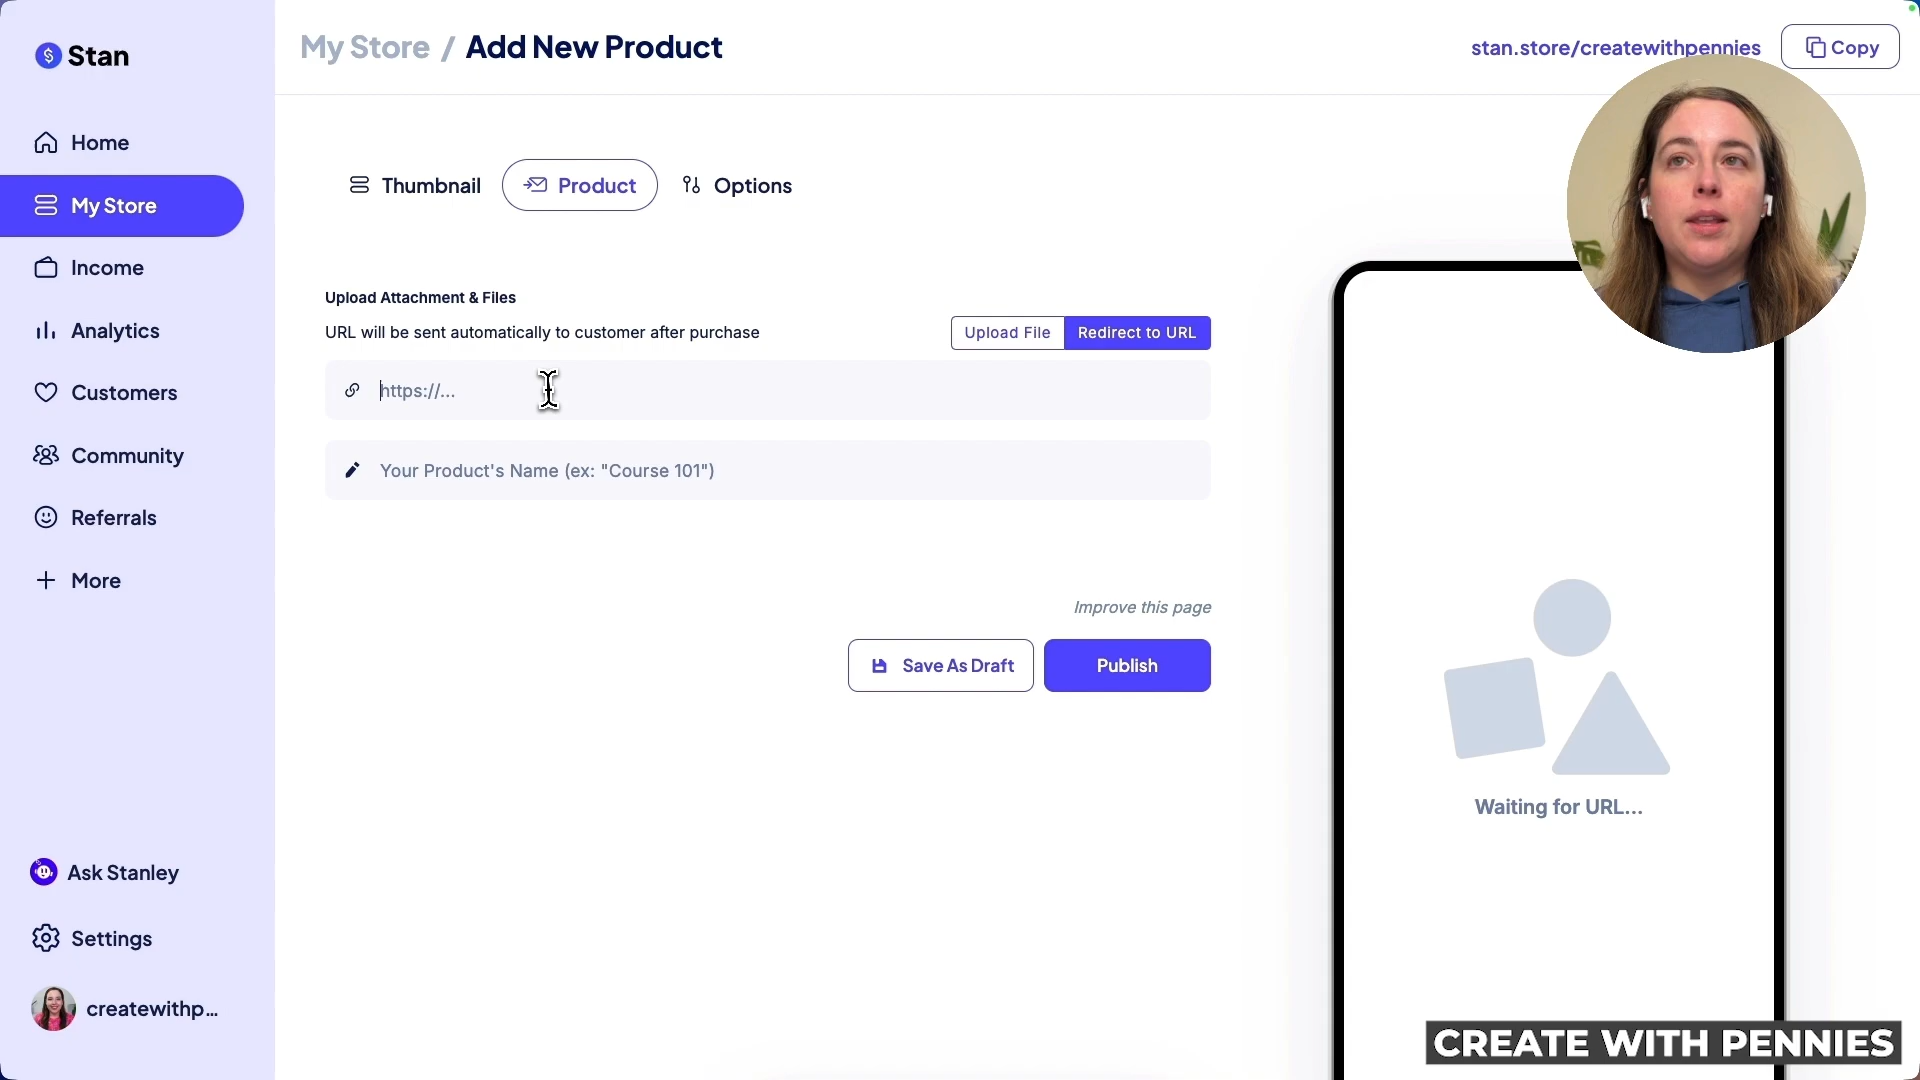 Stan
My Store / Add New Product
stan.store/createwithpennies
Copy
Home
My Store
Income
Analytics
Customers
Community
Referrals
More
Ask Stanley
Settings
createwithp...
Thumbnail
Product
Options
Upload Attachment & Files
URL will be sent automatically to customer after purchase
Upload File
Redirect to URL
https://...
Your Product's Name (ex: "Course 101")
Improve this page
Save As Draft
Publish
Waiting for URL...
CREATE WITH PENNIES